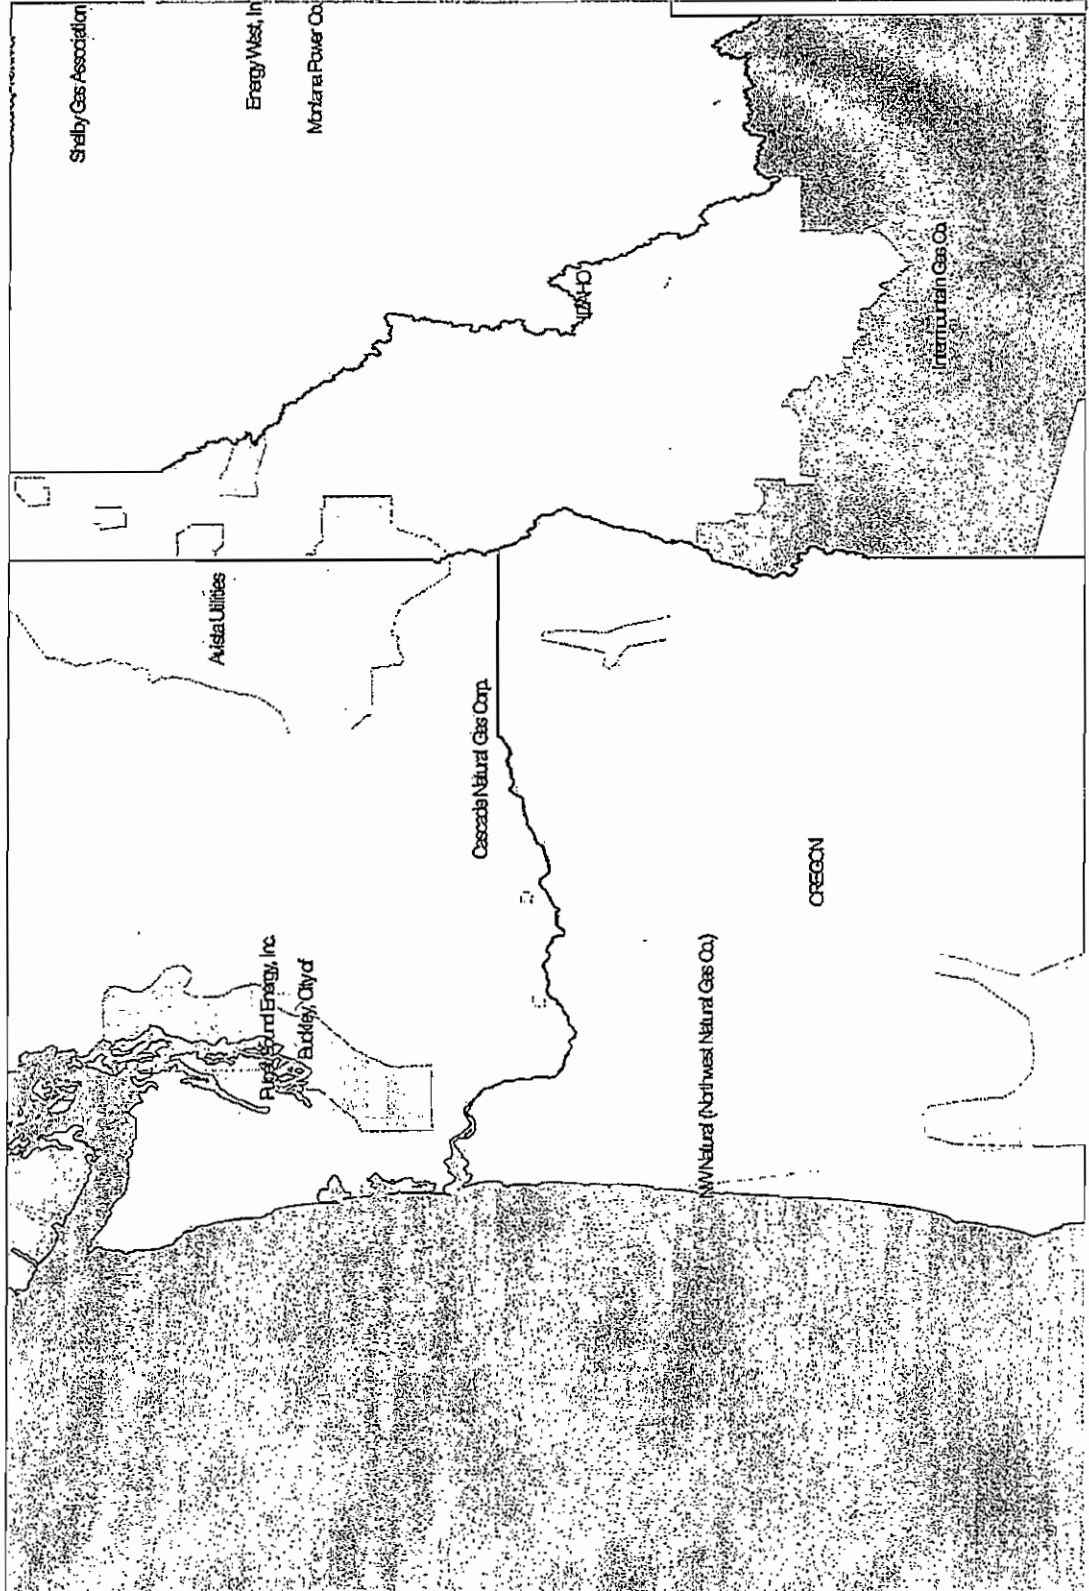 Shelby Gas Association
Energy West, In
Montana Power Co.
IDAHO
Intermountain Gas Co.
Avista Utilities
Cascade Natural Gas Corp.
OREGON
Puget Sound Energy, Inc.
Buckley, City of
NW Natural (Northwest Natural Gas Co.)